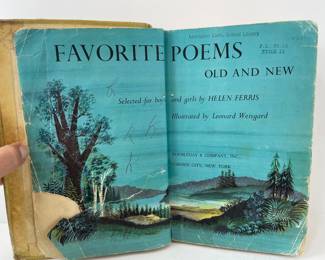 FAVORITE POEMS
OLD AND NEW
Selected for boys and girls by HELEN FERRIS
Illustrated by Leonard Weisgard
DOUBLEDAY & COMPANY, INC.
GARDEN CITY, NEW YORK